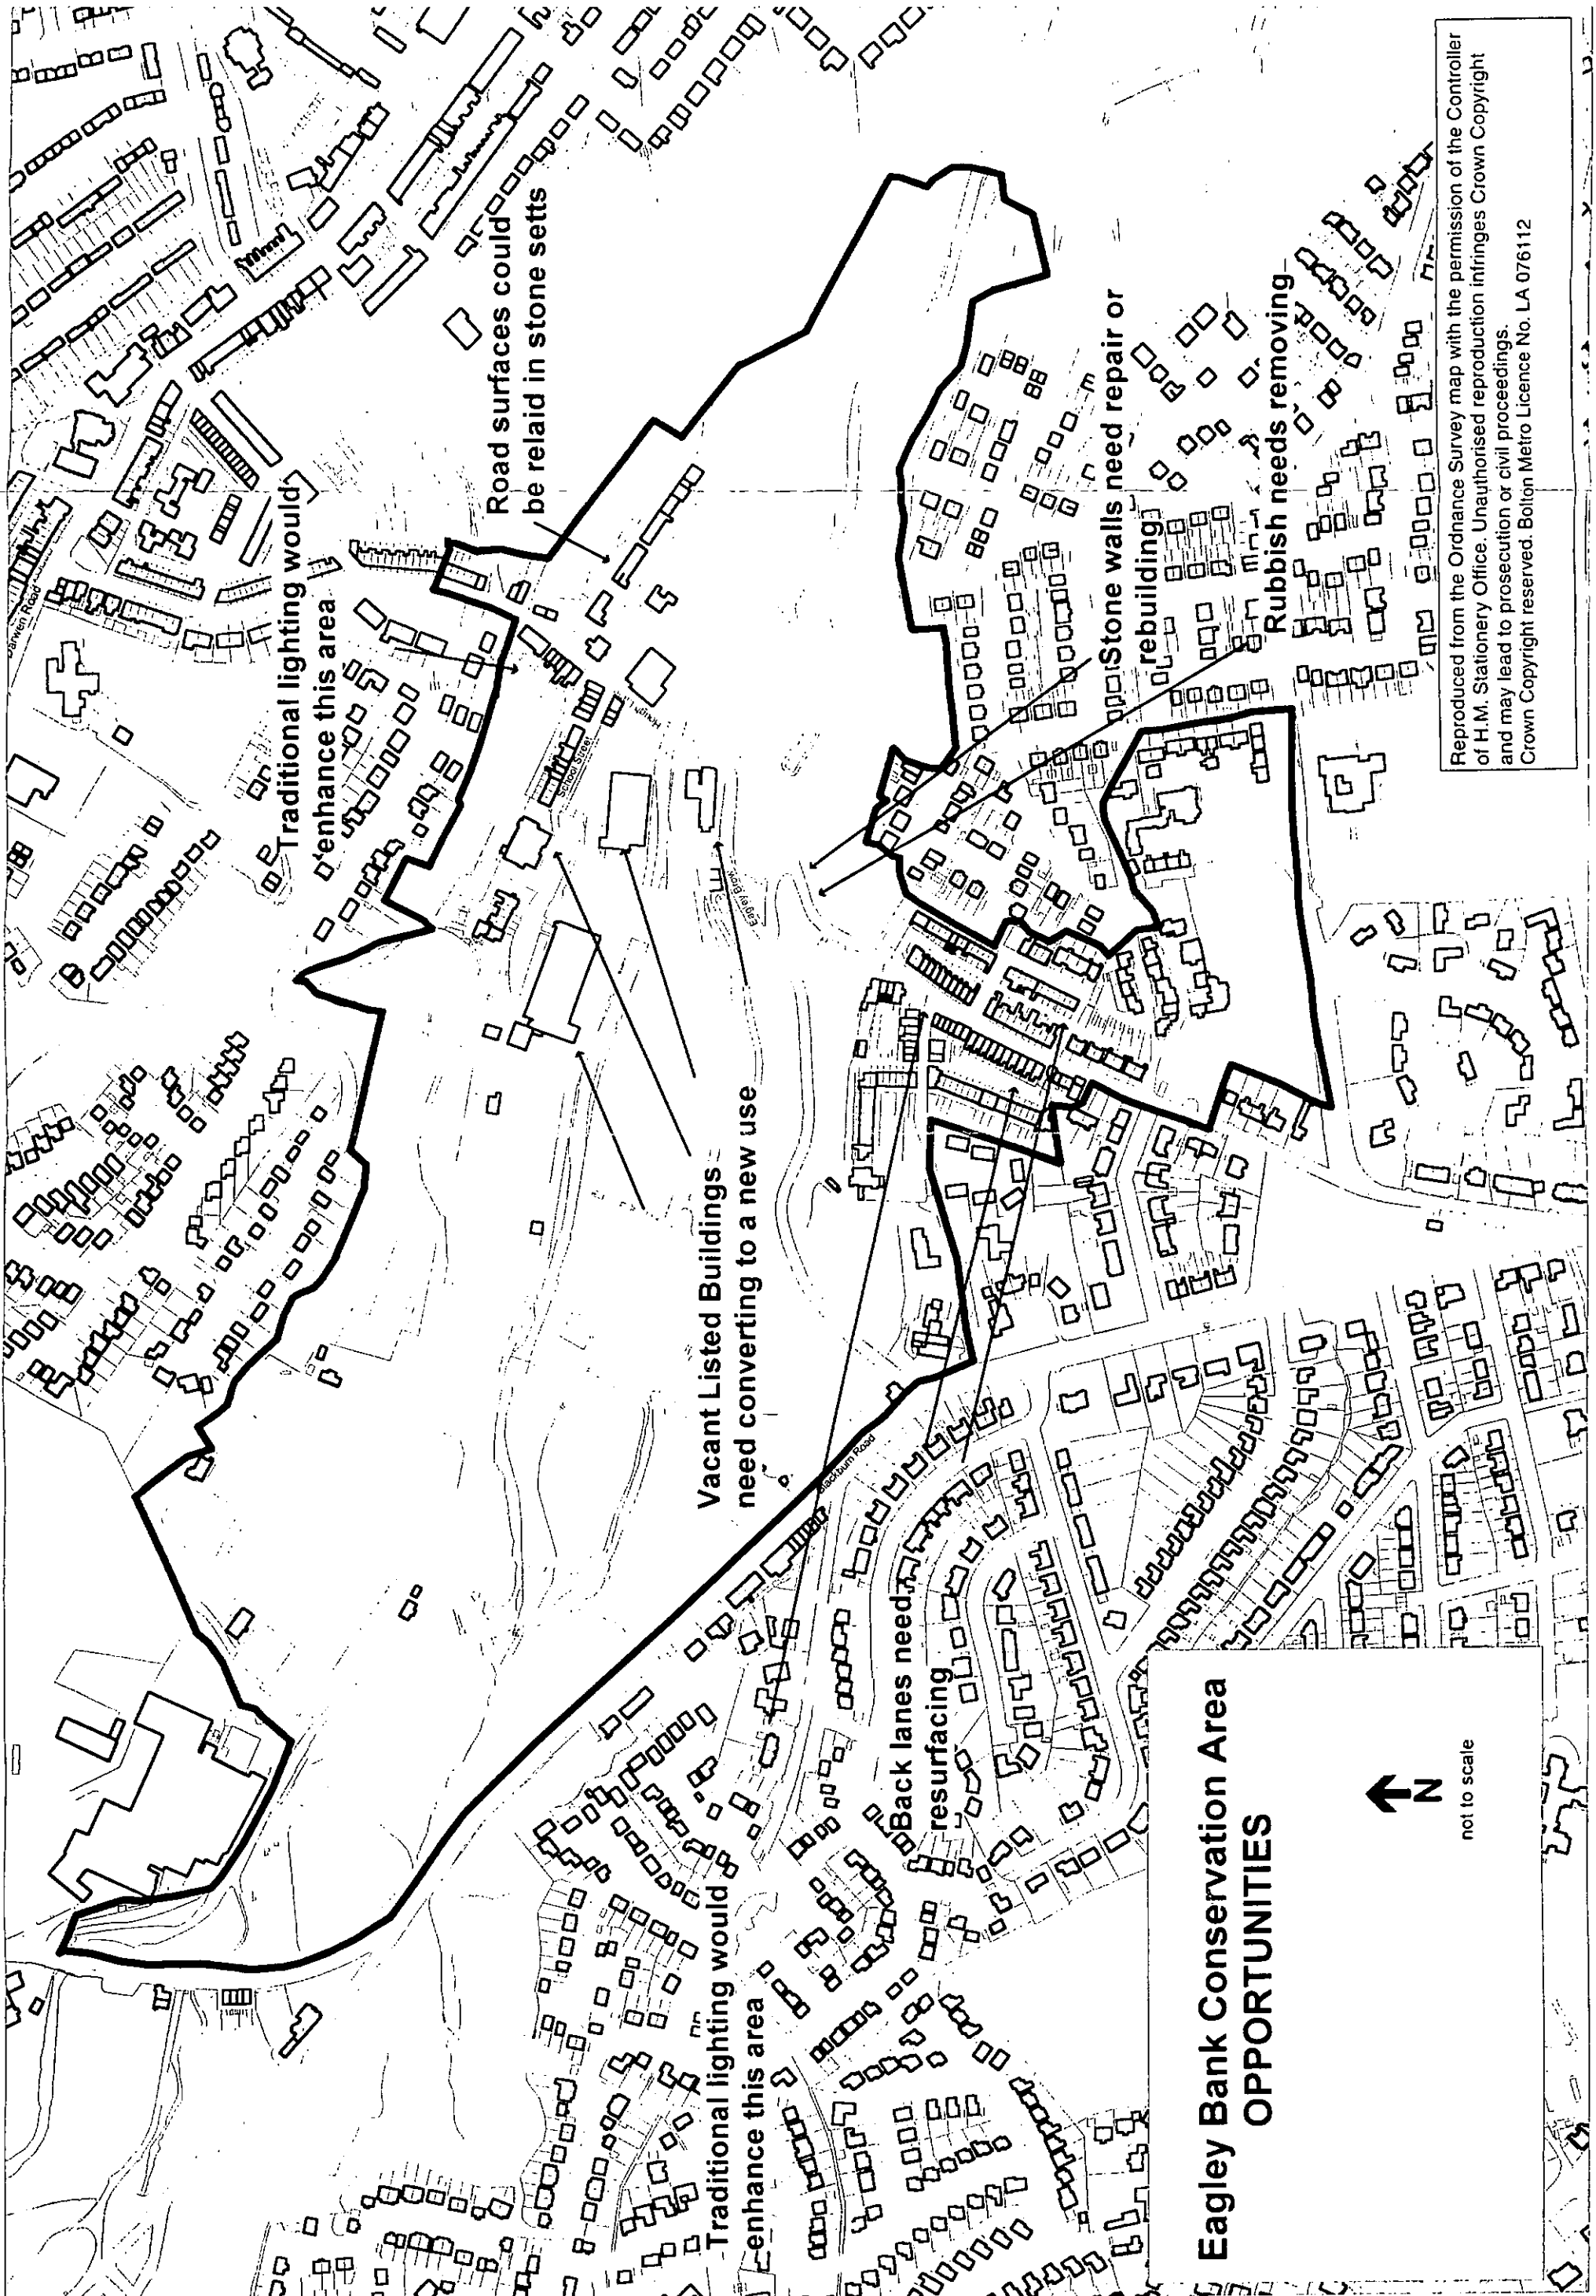 Darwen Road
Traditional lighting would
enhance this area
Road surfaces could
be relaid in stone setts
School Street
Hough L
Eagley Brow
Vacant Listed Buildings
need converting to a new use
Stone walls need repair or
rebuilding
Rubbish needs removing
Blackburn Road
Back lanes need
resurfacing
Traditional lighting would
enhance this area
Eagley Bank Conservation Area
OPPORTUNITIES
N
not to scale
Reproduced from the Ordnance Survey map with the permission of the Controller
of H.M. Stationery Office. Unauthorised reproduction infringes Crown Copyright
and may lead to prosecution or civil proceedings.
Crown Copyright reserved. Bolton Metro Licence No. LA 076112